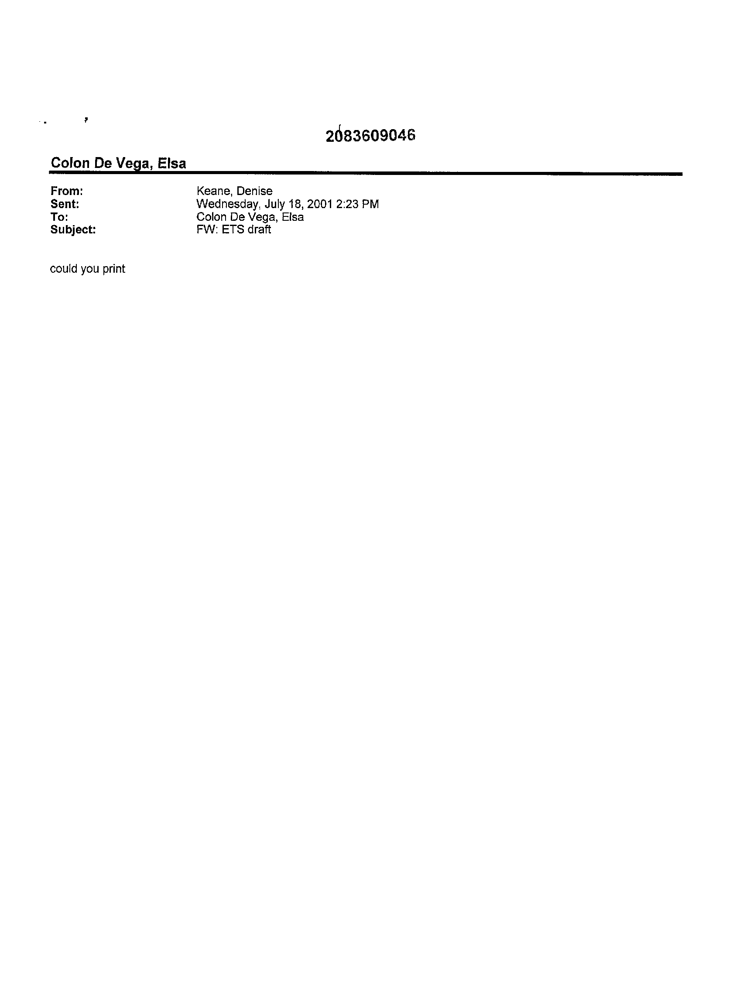 2083609046
Colon De Vega, Elsa
From: Keane, Denise
Sent: Wednesday, July 18, 2001 2:23 PM
To: Colon De Vega, Elsa
Subject: FW: ETS draft
could you print